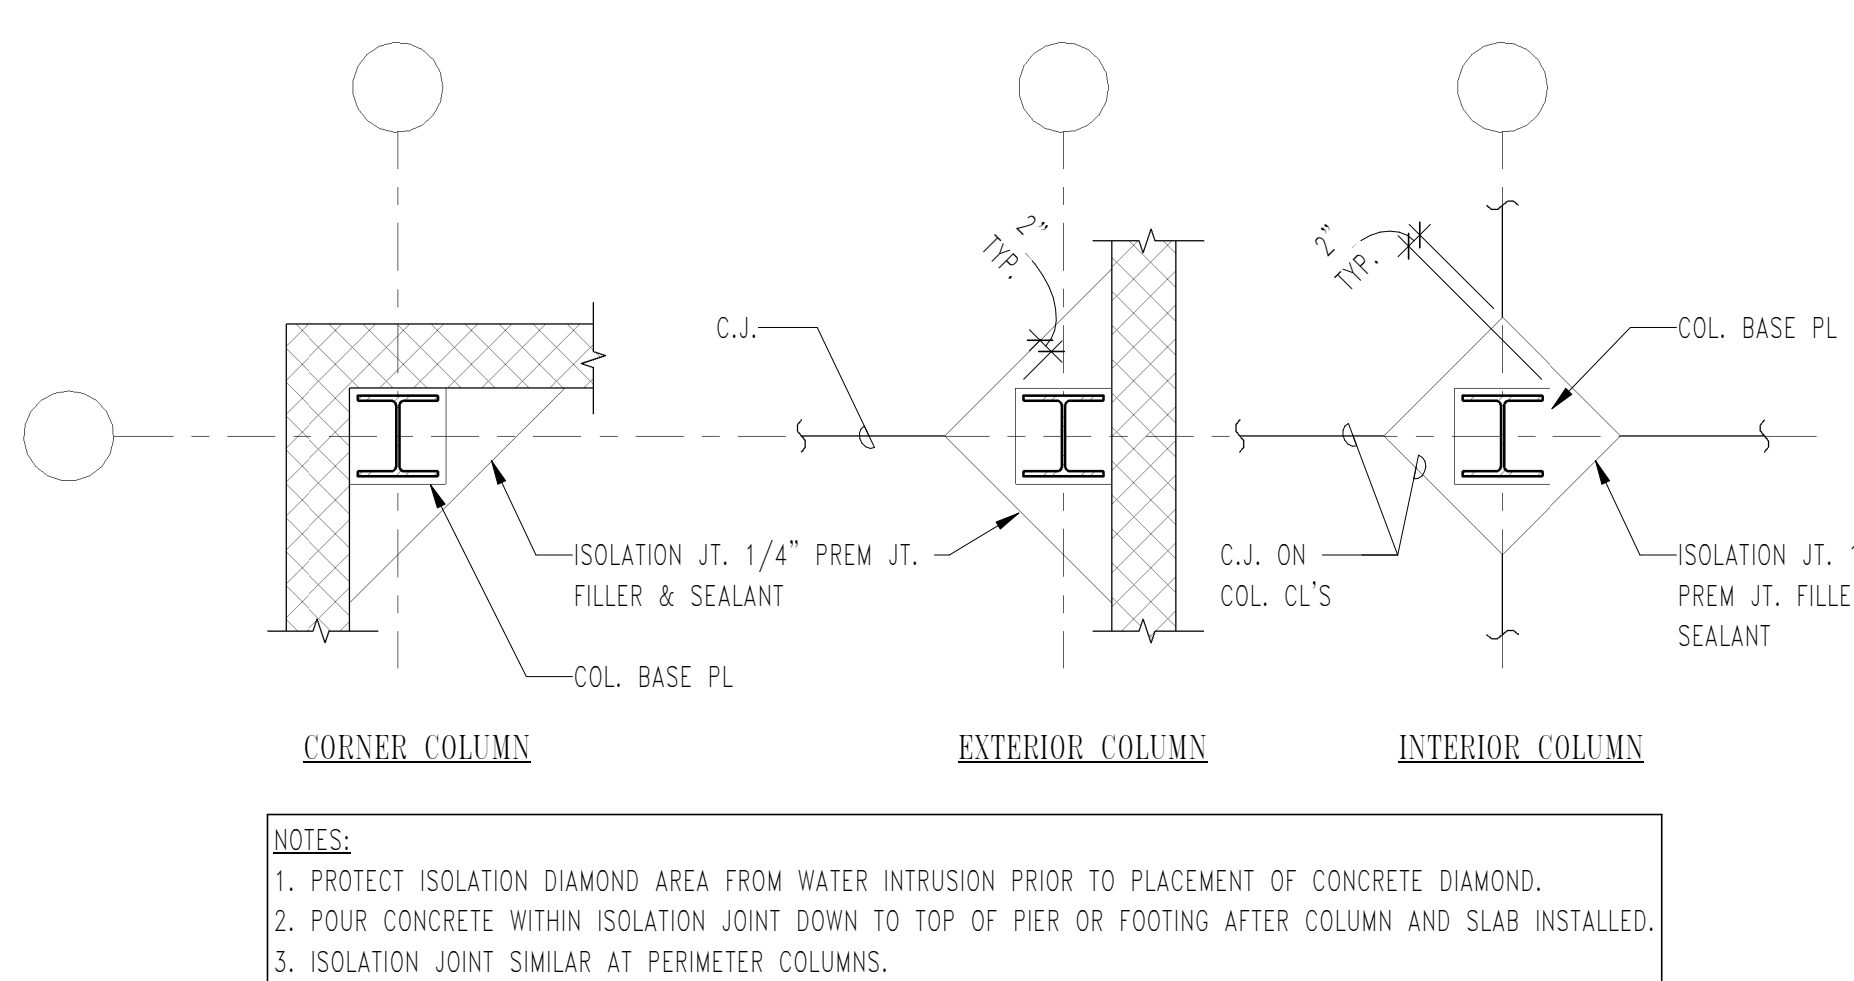 2"
TYP.
2"
TYP.
C.J.
COL. BASE PL
ISOLATION JT. 1/4" PREM JT.
FILLER & SEALANT
C.J. ON
COL. CL'S
ISOLATION JT.
PREM JT.
SEALANT
COL. BASE PL
CORNER COLUMN
EXTERIOR COLUMN
INTERIOR COLUMN
NOTES:
1. PROTECT ISOLATION DIAMOND AREA FROM WATER INTRUSION PRIOR TO PLACEMENT OF CONCRETE DIAMOND.
2. POUR CONCRETE WITHIN ISOLATION JOINT DOWN TO TOP OF PIER OR FOOTING AFTER COLUMN AND SLAB INSTALLED.
3. ISOLATION JOINT SIMILAR AT PERIMETER COLUMNS.